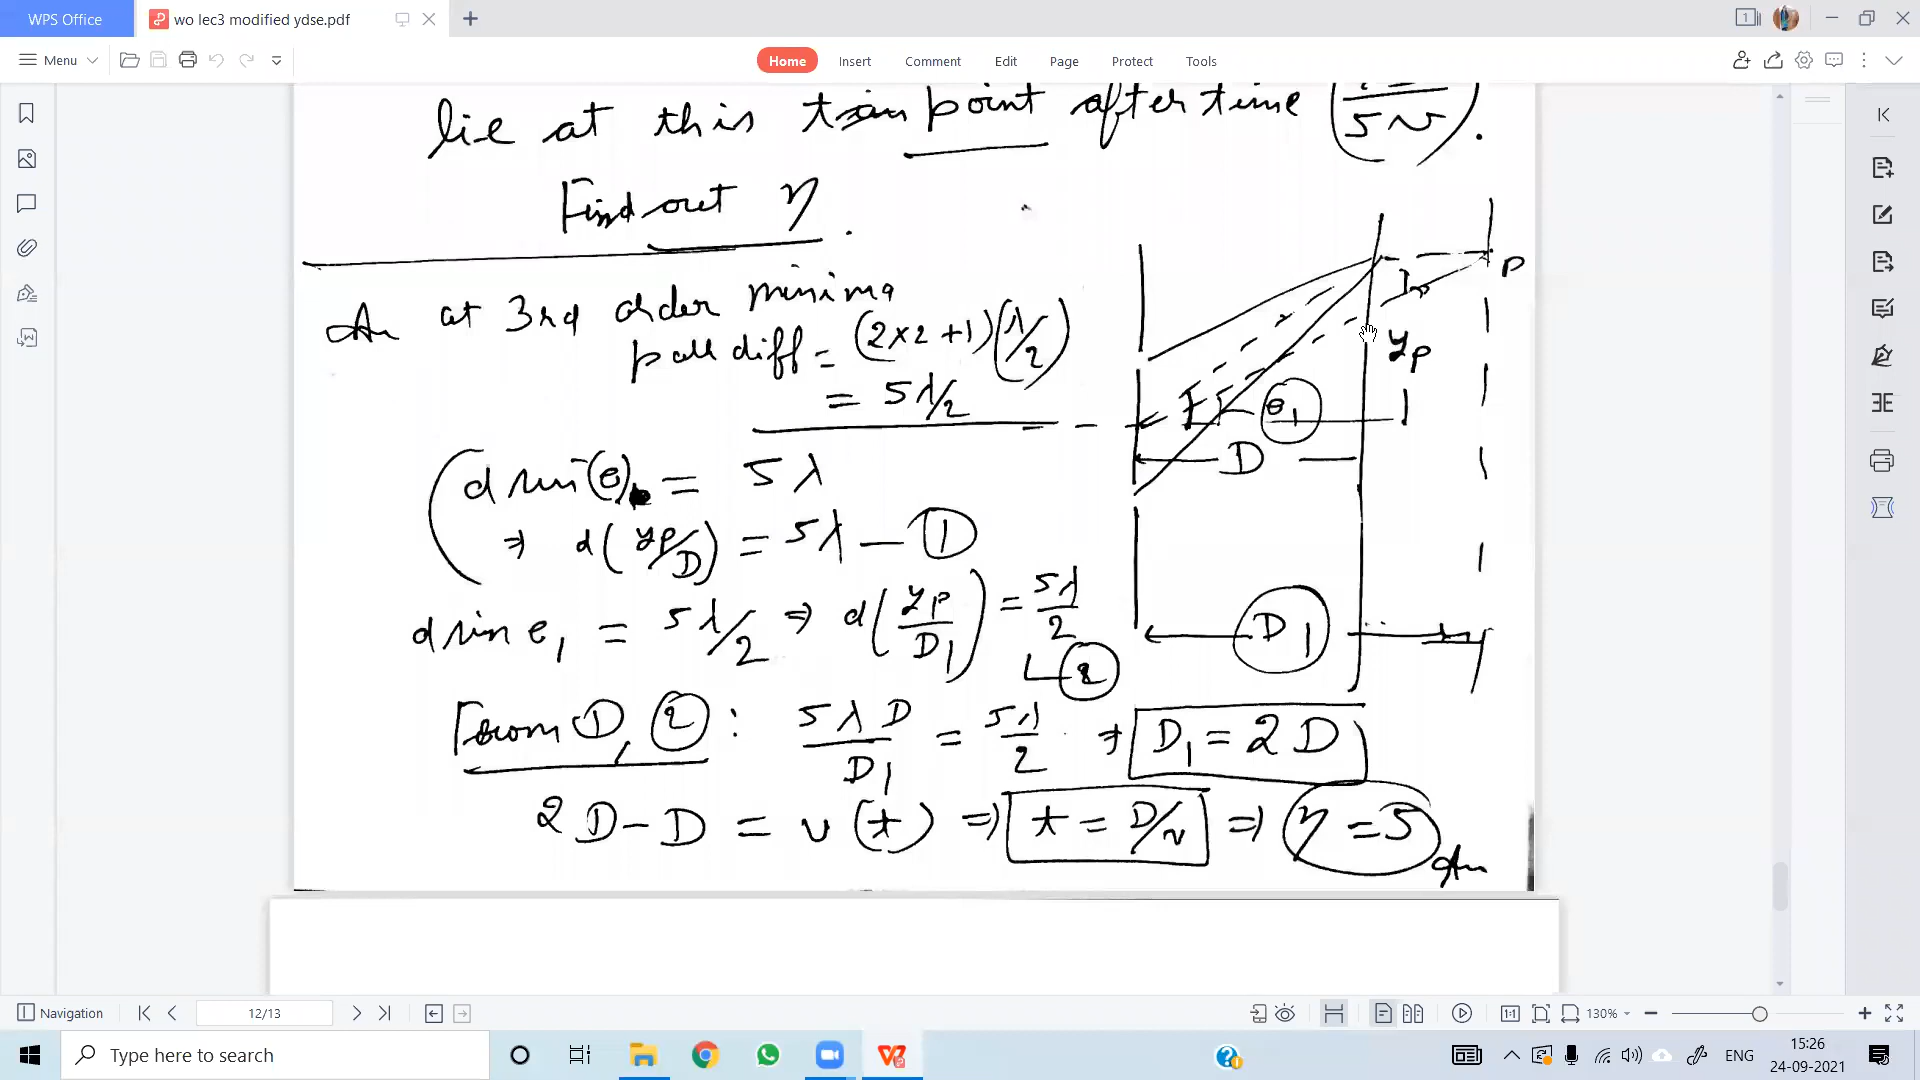 WPS Office
wo lec3 modified ydse.pdf
Menu
Home Insert Comment Edit Page Protect Tools
lie at this point after time (5v).
Find out η.
An at 3rd order minima
path diff = (2×2+1)(λ/2)
= 5λ/2
(d sin(θ) = 5λ
⇒ d(yp/D) = 5λ — ①
d sin θ₁ = 5λ/2 ⇒ d(yp/D₁) = 5λ/2
②
From ①, ② : 5λD/D₁ = 5λ/2 ⇒ D₁ = 2D
2D - D = v(t) ⇒ t = D/v ⇒ η = 5 An
P
yp
θ₁
D
D₁
Navigation
12/13
130%
Type here to search
ENG
15:26
24-09-2021